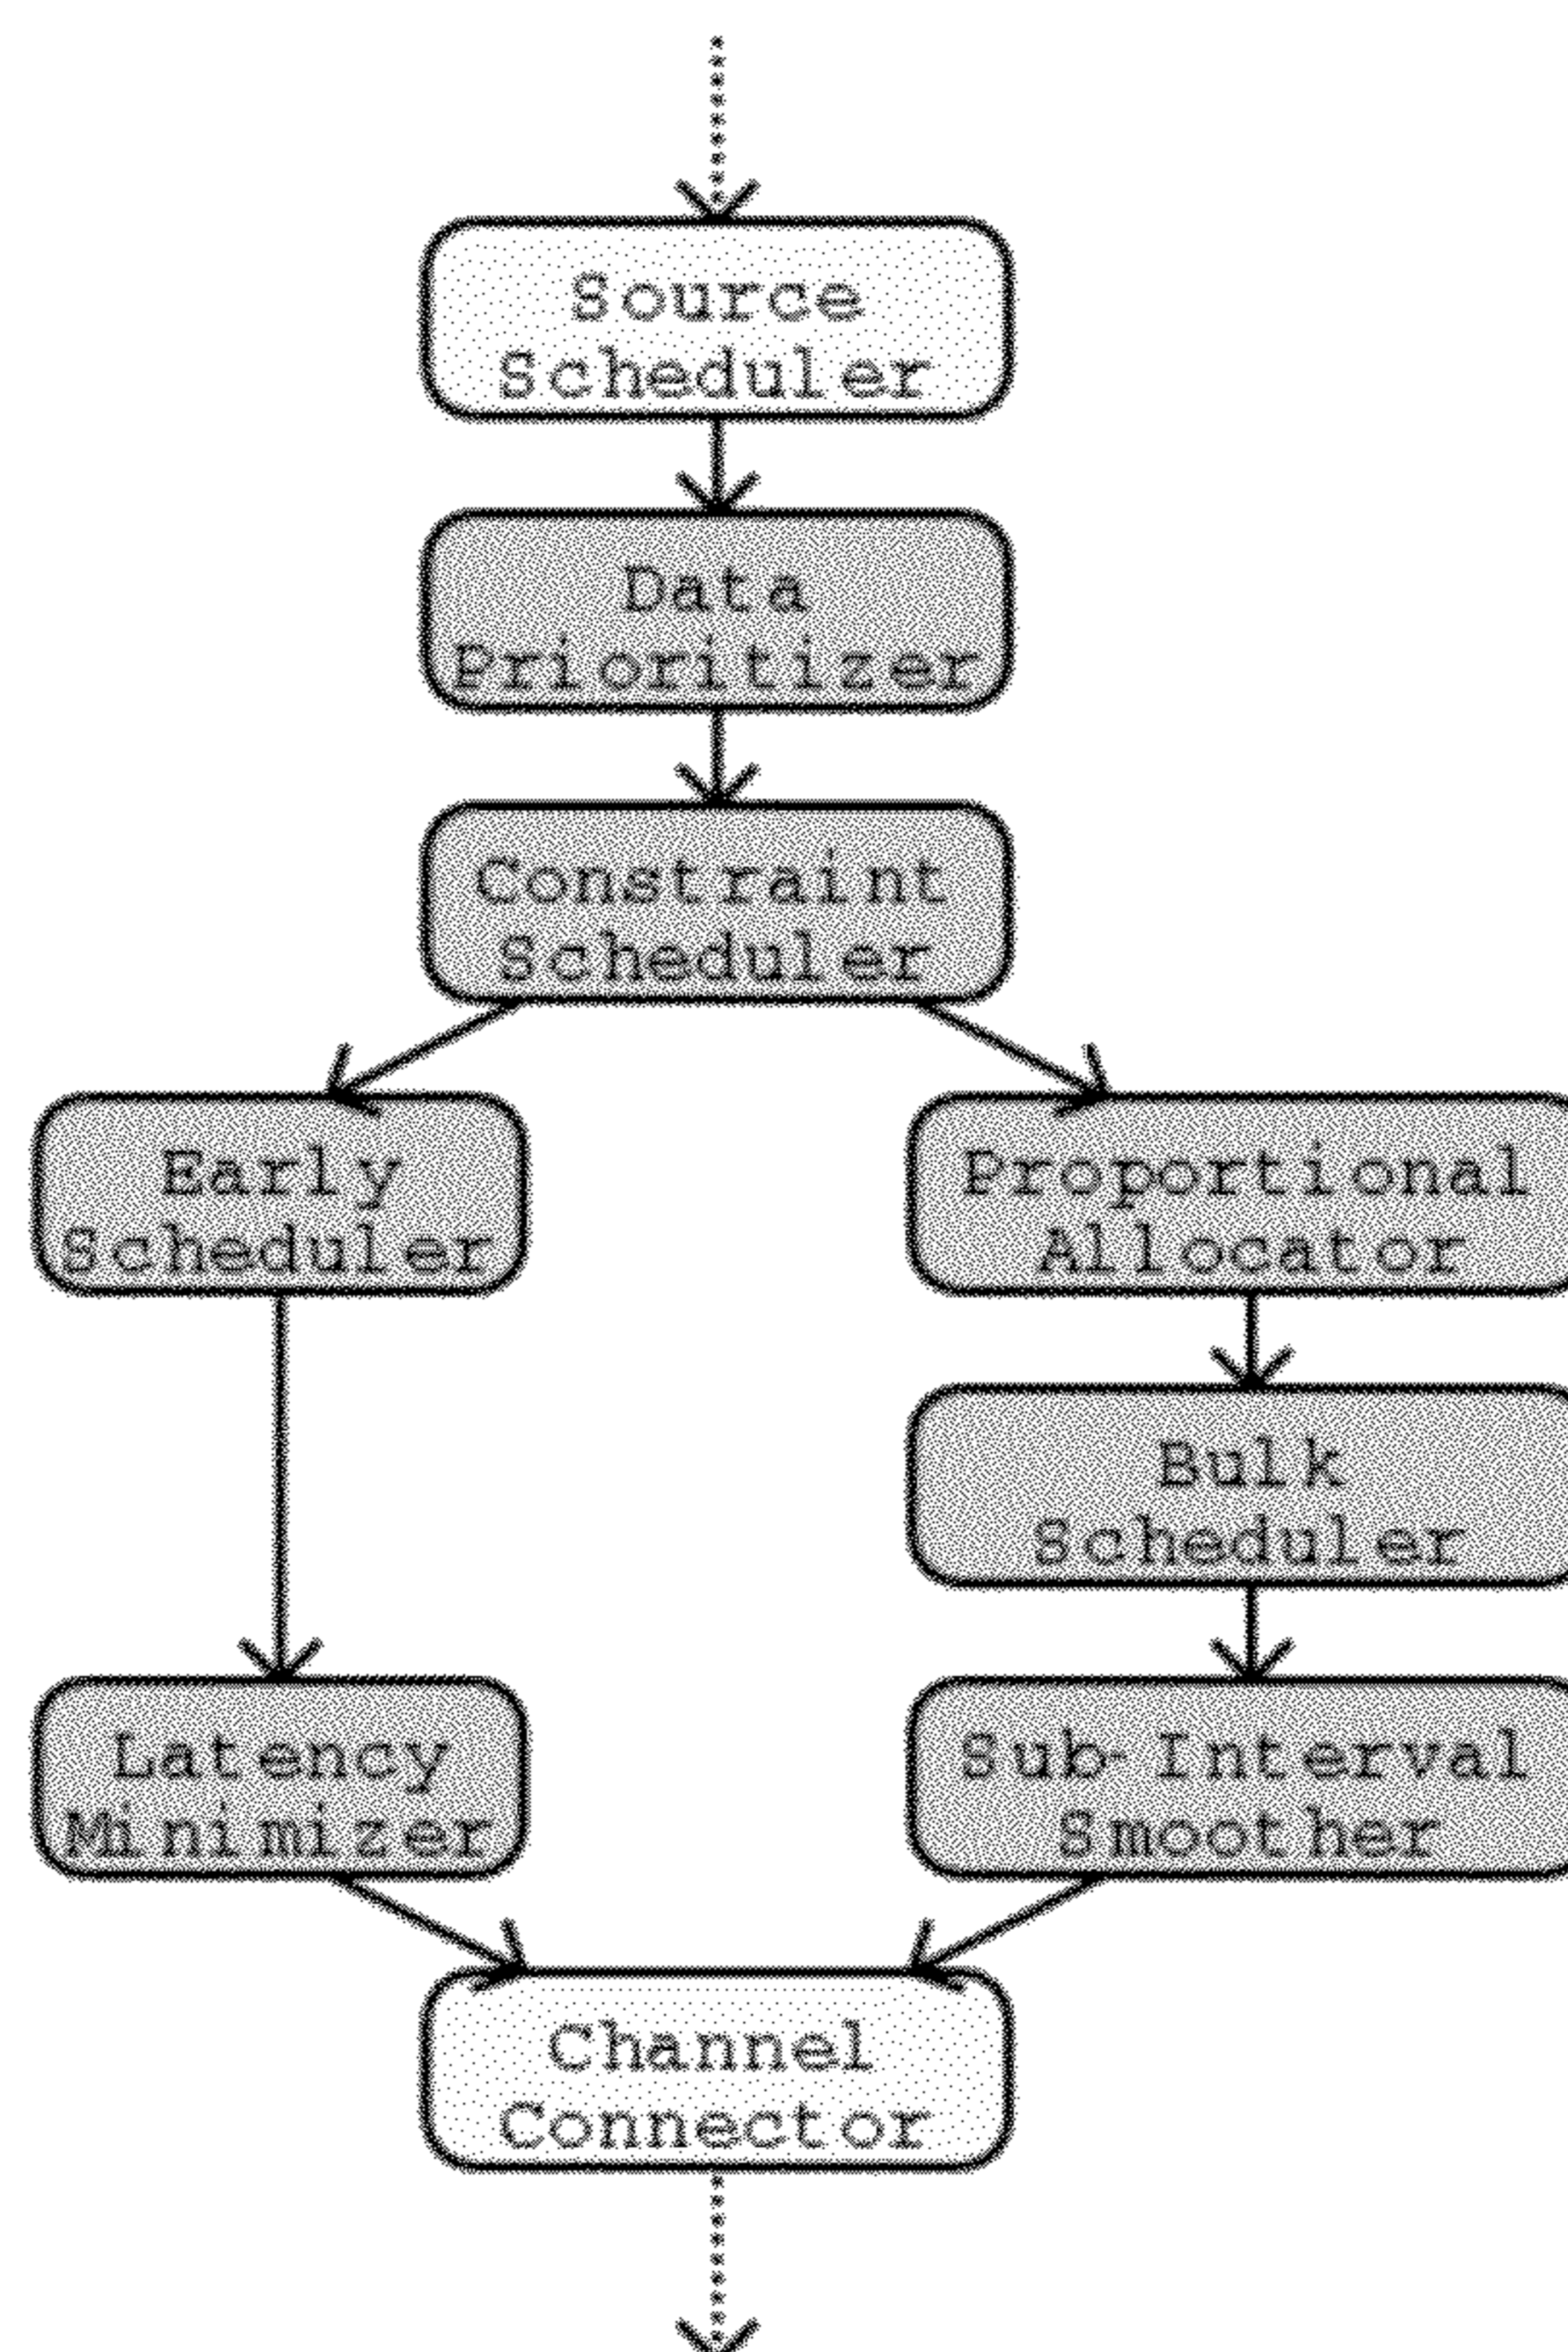 Source
Scheduler
Data
Prioritizer
Constraint
Scheduler
Early
Scheduler
Proportional
Allocator
Bulk
Scheduler
Latency
Minimizer
Sub-Interval
Smoother
Channel
Connector